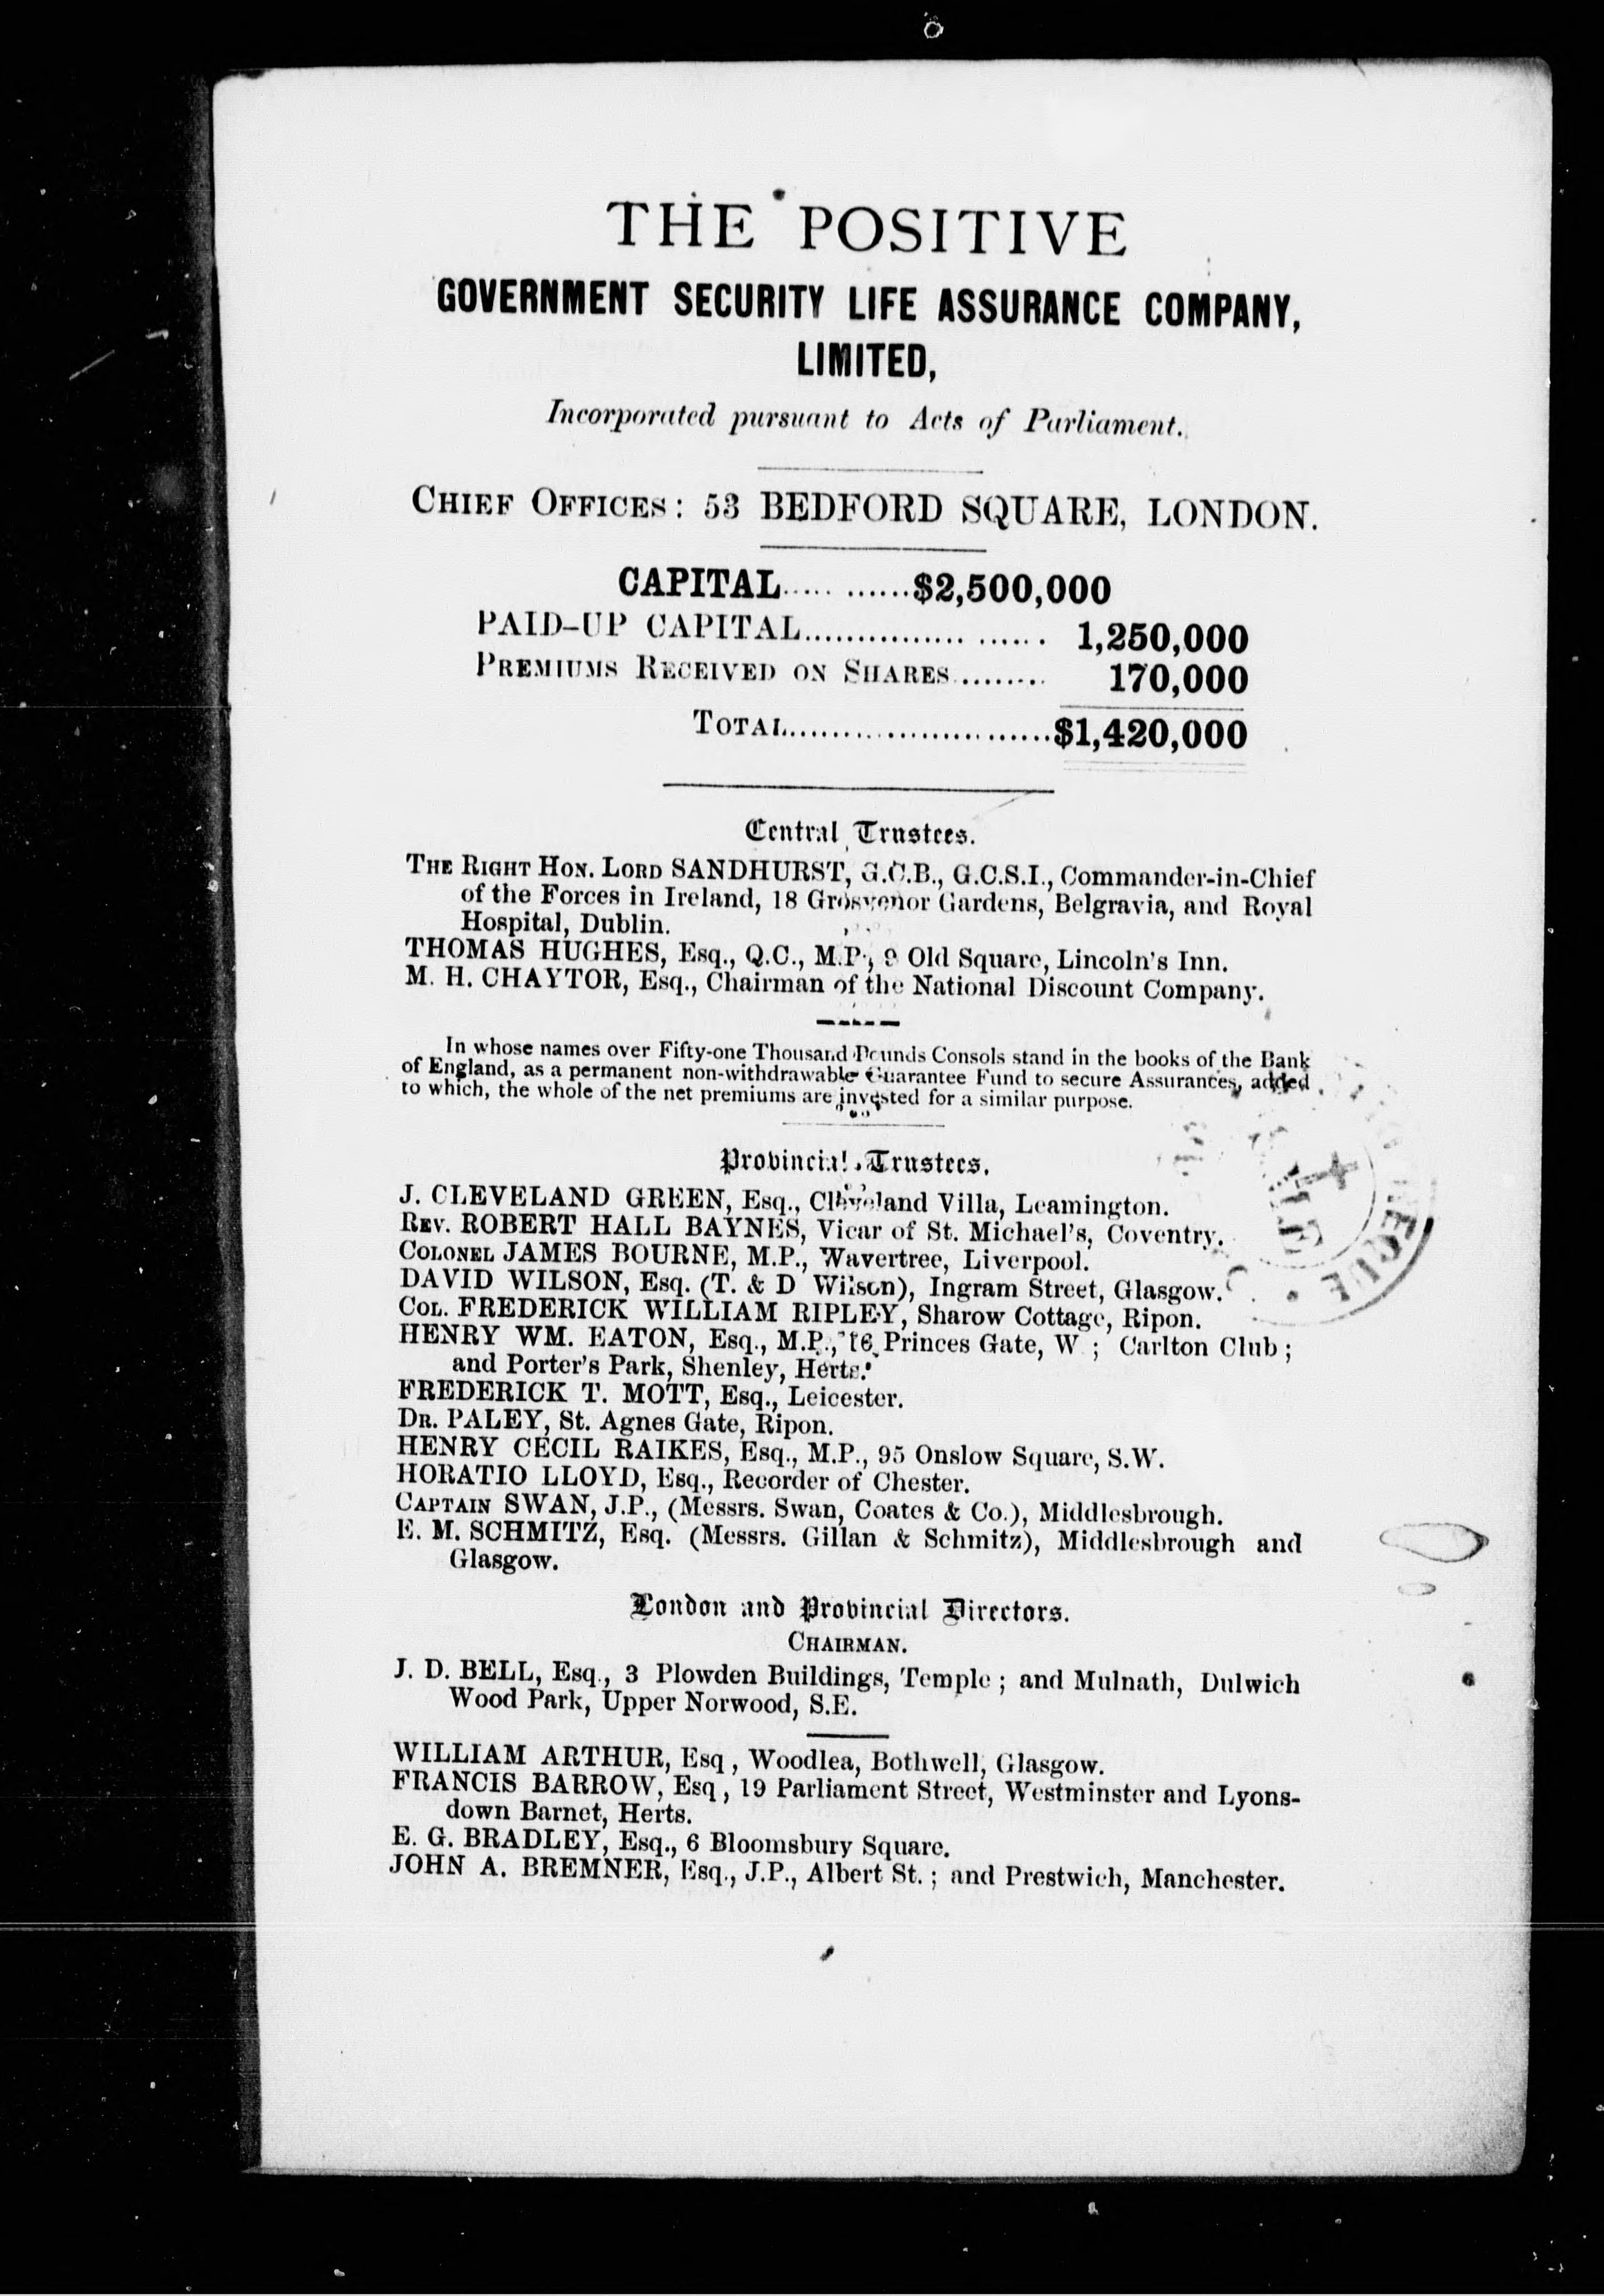 THE POSITIVE
GOVERNMENT SECURITY LIFE ASSURANCE COMPANY,
LIMITED,
Incorporated pursuant to Acts of Parliament.
CHIEF OFFICES: 53 BEDFORD SQUARE, LONDON.
CAPITAL...........$2,500,000
PAID-UP CAPITAL..................... 1,250,000
PREMIUMS RECEIVED ON SHARES........ 170,000
TOTAL........................$1,420,000
Central Trustees.
THE RIGHT HON. LORD SANDHURST, G.C.B., G.C.S.I., Commander-in-Chief
of the Forces in Ireland, 18 Grosvenor Gardens, Belgravia, and Royal
Hospital, Dublin.
THOMAS HUGHES, Esq., Q.C., M.P., 9 Old Square, Lincoln's Inn.
M. H. CHAYTOR, Esq., Chairman of the National Discount Company.
In whose names over Fifty-one Thousand Pounds Consols stand in the books of the Bank
of England, as a permanent non-withdrawable Guarantee Fund to secure Assurances, added
to which, the whole of the net premiums are invested for a similar purpose.
Provincial Trustees.
J. CLEVELAND GREEN, Esq., Cleveland Villa, Leamington.
REV. ROBERT HALL BAYNES, Vicar of St. Michael's, Coventry.
COLONEL JAMES BOURNE, M.P., Wavertree, Liverpool.
DAVID WILSON, Esq. (T. & D Wilson), Ingram Street, Glasgow.
COL. FREDERICK WILLIAM RIPLEY, Sharow Cottage, Ripon.
HENRY WM. EATON, Esq., M.P., 16 Princes Gate, W ; Carlton Club ;
and Porter's Park, Shenley, Herts.
FREDERICK T. MOTT, Esq., Leicester.
DR. PALEY, St. Agnes Gate, Ripon.
HENRY CECIL RAIKES, Esq., M.P., 95 Onslow Square, S.W.
HORATIO LLOYD, Esq., Recorder of Chester.
CAPTAIN SWAN, J.P., (Messrs. Swan, Coates & Co.), Middlesbrough.
E. M. SCHMITZ, Esq. (Messrs. Gillan & Schmitz), Middlesbrough and
Glasgow.
London and Provincial Directors.
CHAIRMAN.
J. D. BELL, Esq., 3 Plowden Buildings, Temple ; and Mulnath, Dulwich
Wood Park, Upper Norwood, S.E.
WILLIAM ARTHUR, Esq , Woodlea, Bothwell, Glasgow.
FRANCIS BARROW, Esq , 19 Parliament Street, Westminster and Lyons-
down Barnet, Herts.
E. G. BRADLEY, Esq., 6 Bloomsbury Square.
JOHN A. BREMNER, Esq., J.P., Albert St. ; and Prestwich, Manchester.